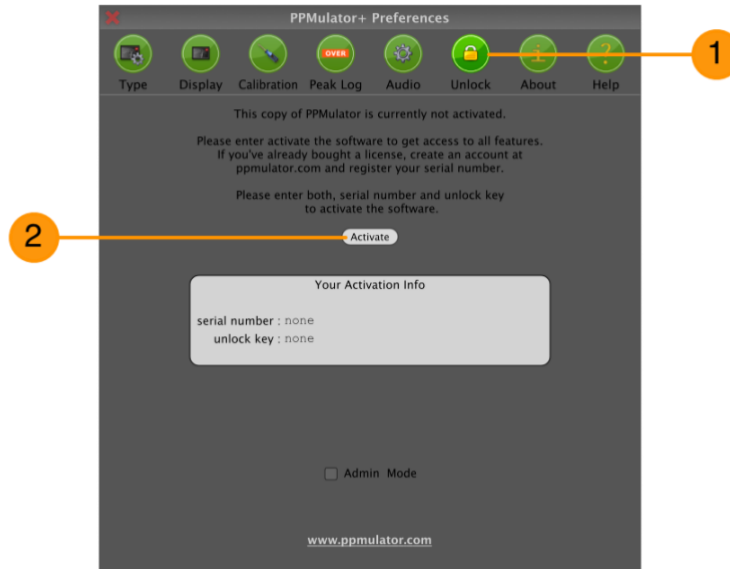 PPMulator+ Preferences
OVER
Type Display Calibration Peak Log Audio Unlock About Help
1
This copy of PPMulator is currently not activated.
Please enter activate the software to get access to all features.
If you've already bought a license, create an account at
ppmulator.com and register your serial number.
Please enter both, serial number and unlock key
to activate the software.
2
Activate
Your Activation Info
serial number : none
unlock key : none
Admin Mode
www.ppmulator.com